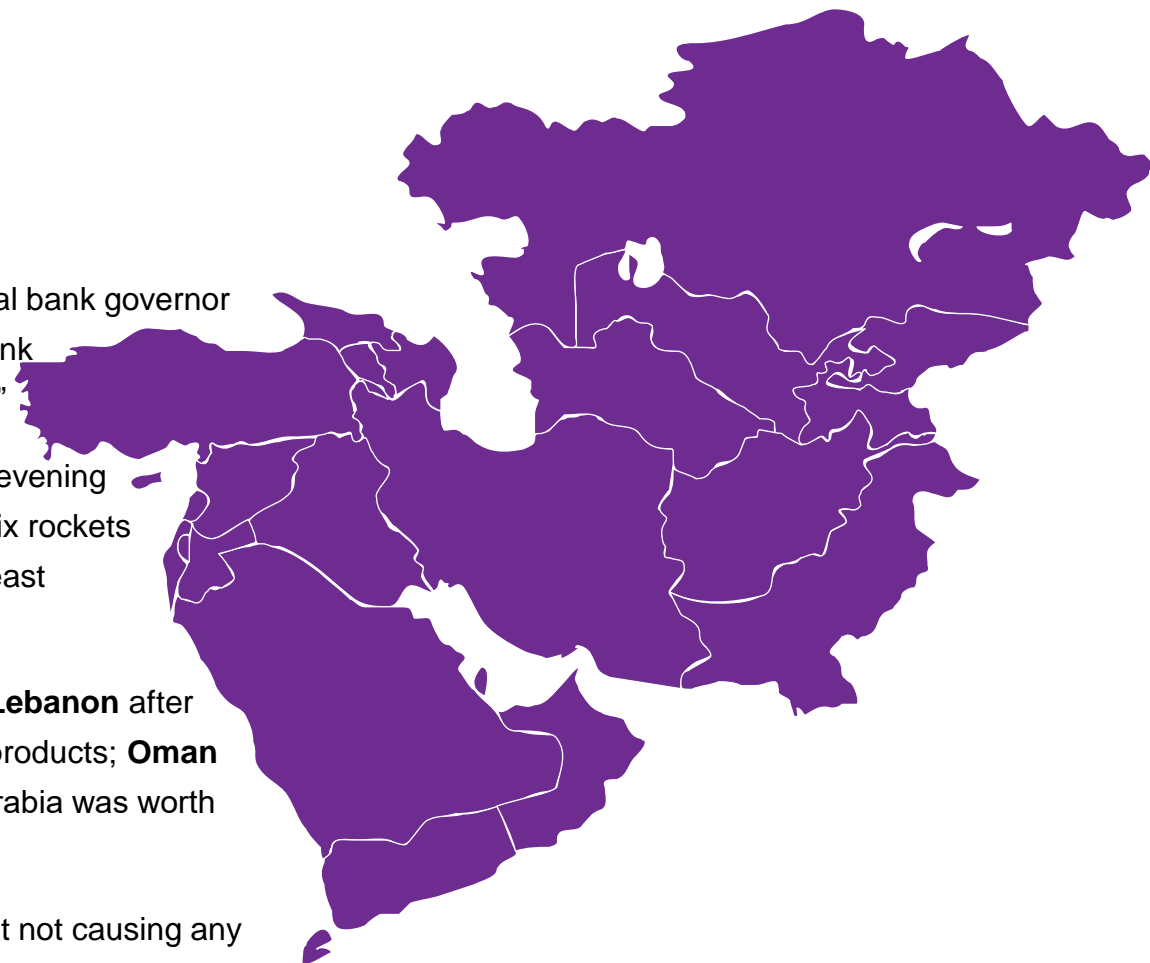 al bank governor
nk
”
evening
ix rockets
east
Lebanon after
products; Oman
rabia was worth
t not causing any